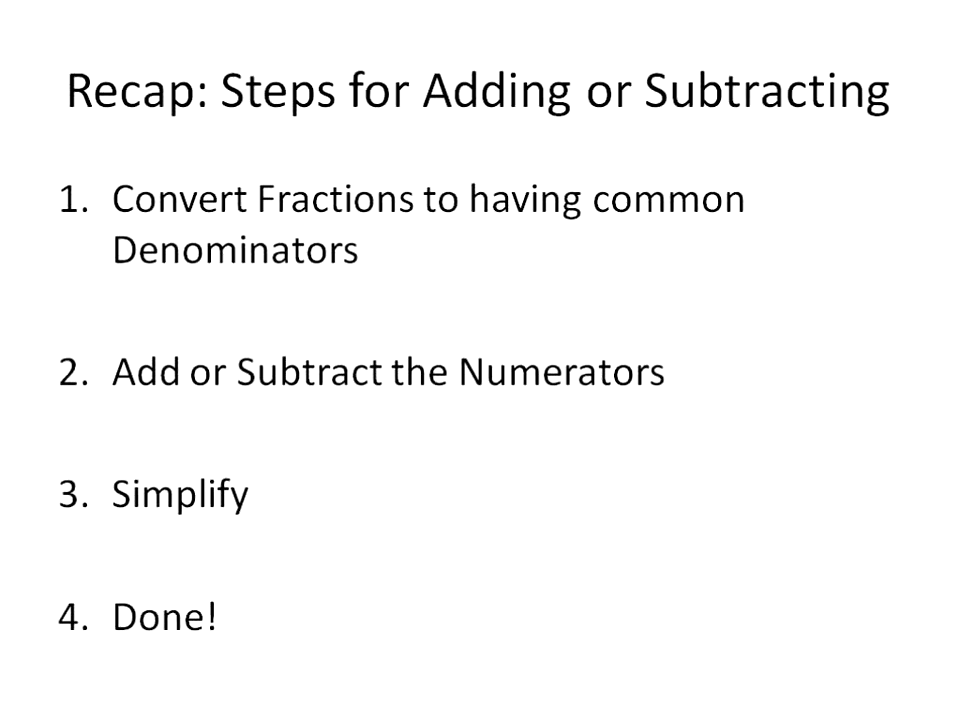 Recap: Steps for Adding or Subtracting
1. Convert Fractions to having common
Denominators
2. Add or Subtract the Numerators
3. Simplify
4. Done!